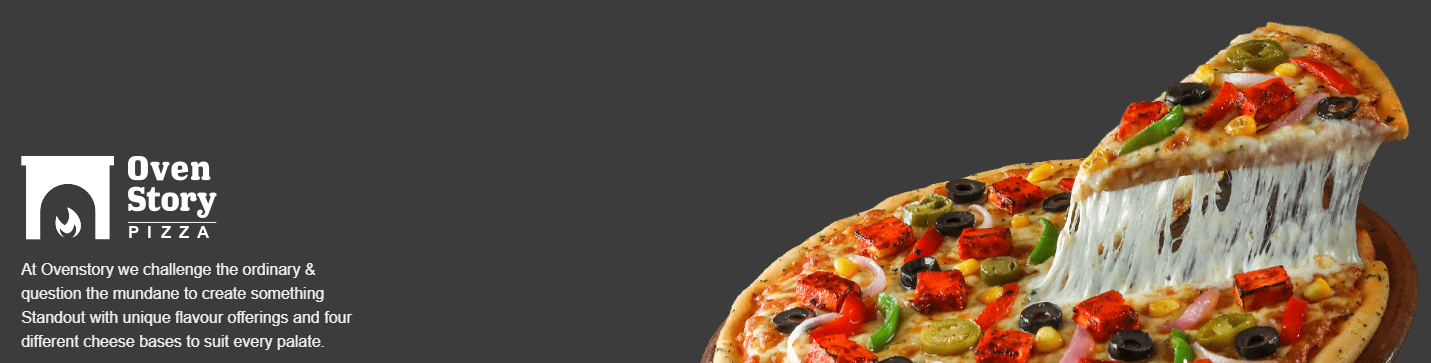 Oven
Story
PIZZA
At Ovenstory we challenge the ordinary &
question the mundane to create something
Standout with unique flavour offerings and four
different cheese bases to suit every palate.